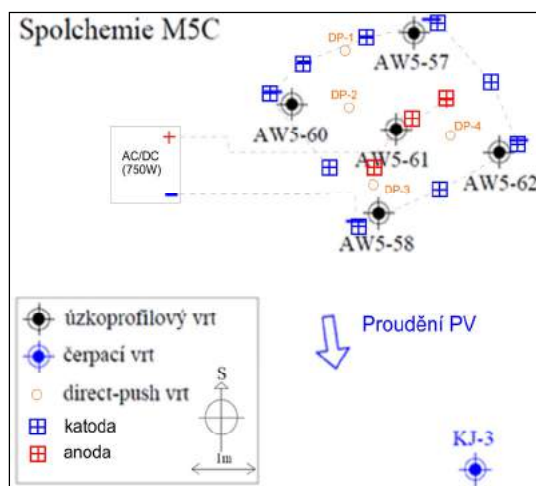 Spolchemie M5C
DP-1
AW5-57
DP-2
AW5-60
DP-4
AW5-61
+
AC/DC
(750W)
AW5-62
DP-3
AW5-58
úzkoprofilový vrt
Proudění PV
čerpací vrt
direct-push vrt
S
katoda
anoda
1m
KJ-3